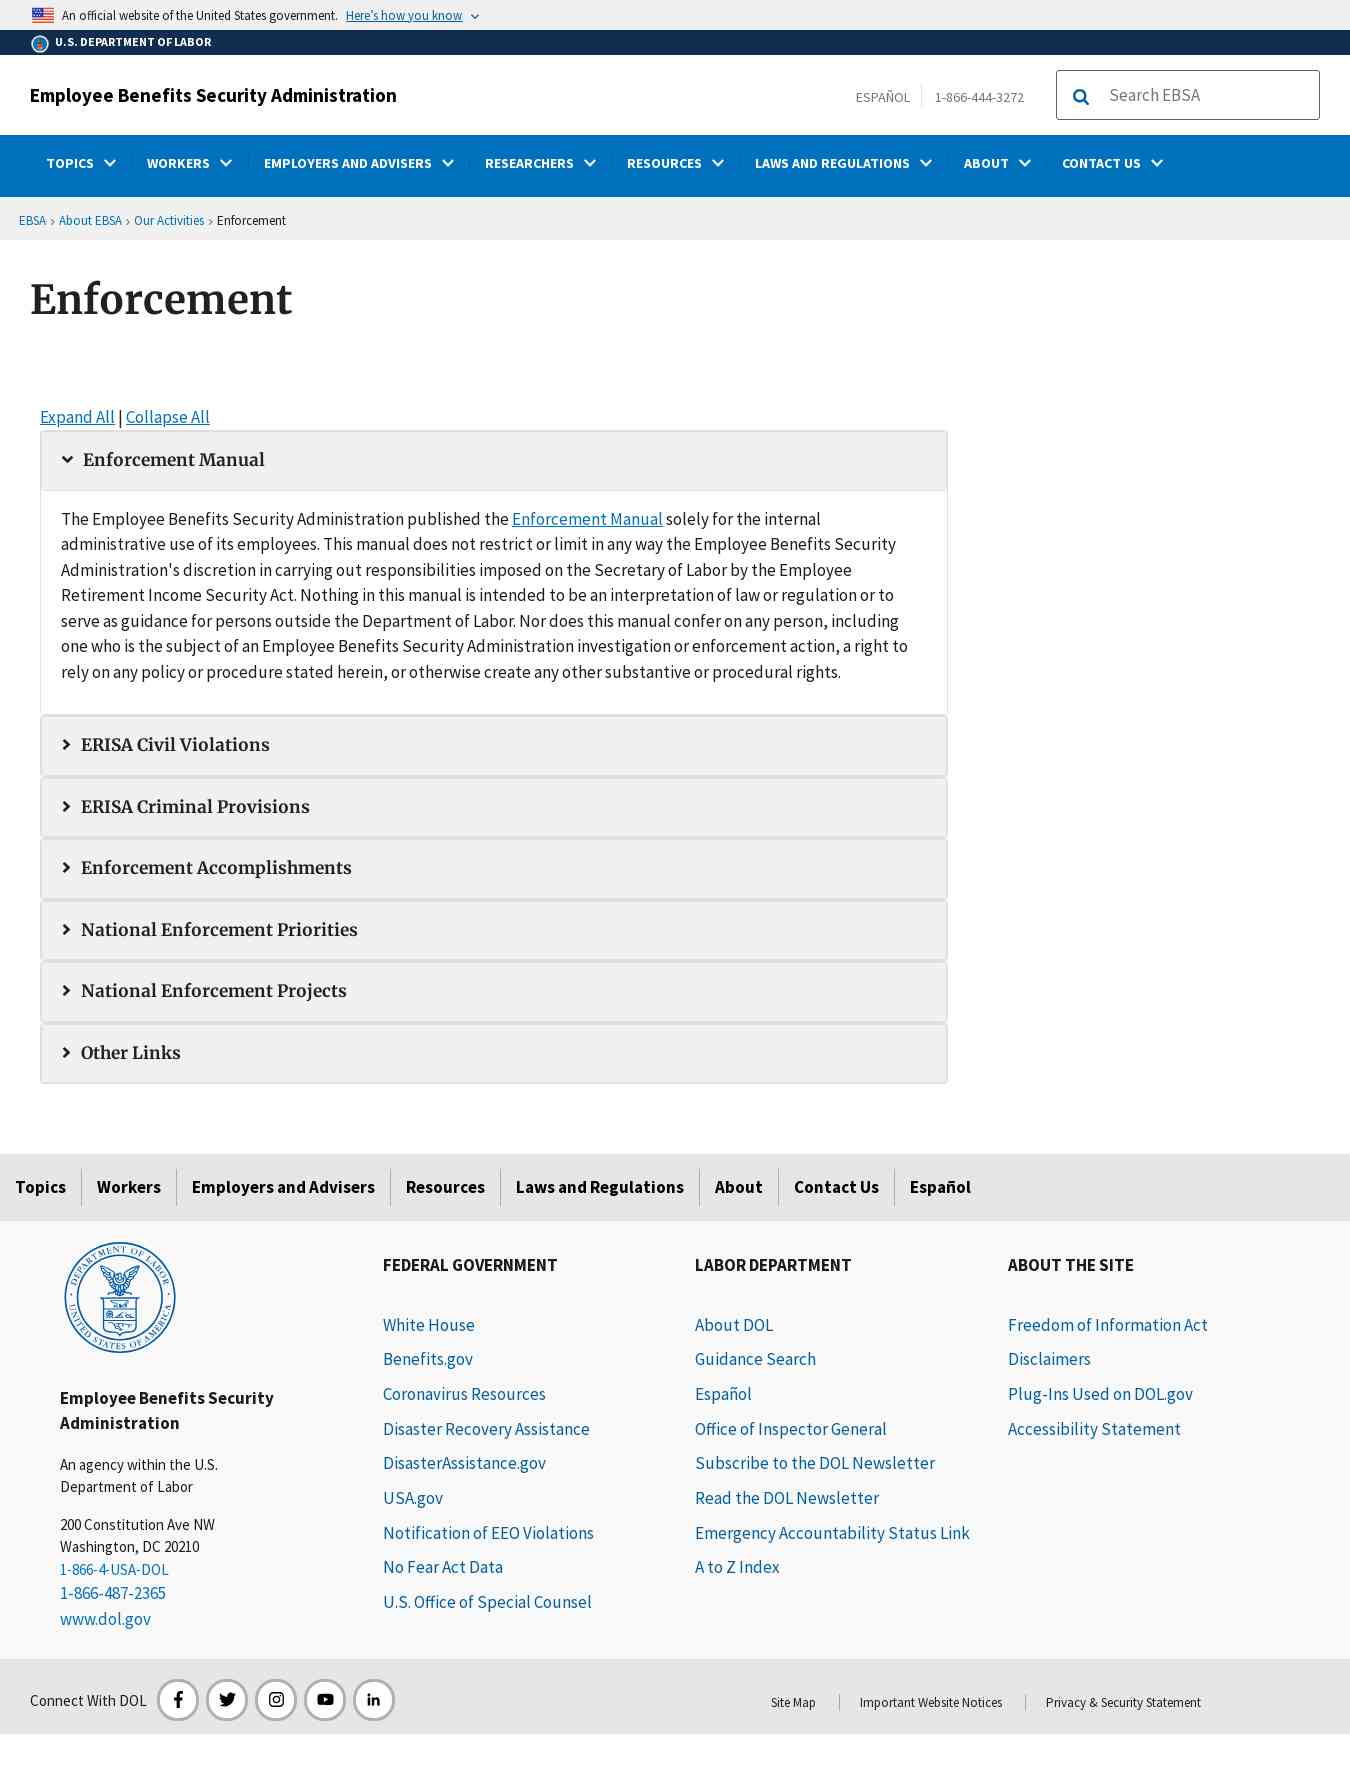 An official website of the United States government. Here's how you know
U.S. DEPARTMENT OF LABOR
Employee Benefits Security Administration
ESPAÑOL
1-866-444-3272
Search EBSA
TOPICS WORKERS EMPLOYERS AND ADVISERS RESEARCHERS RESOURCES LAWS AND REGULATIONS ABOUT CONTACT US
EBSA › About EBSA › Our Activities › Enforcement
Enforcement
Expand All | Collapse All
Enforcement Manual
The Employee Benefits Security Administration published the Enforcement Manual solely for the internal
administrative use of its employees. This manual does not restrict or limit in any way the Employee Benefits Security
Administration's discretion in carrying out responsibilities imposed on the Secretary of Labor by the Employee
Retirement Income Security Act. Nothing in this manual is intended to be an interpretation of law or regulation or to
serve as guidance for persons outside the Department of Labor. Nor does this manual confer on any person, including
one who is the subject of an Employee Benefits Security Administration investigation or enforcement action, a right to
rely on any policy or procedure stated herein, or otherwise create any other substantive or procedural rights.
ERISA Civil Violations
ERISA Criminal Provisions
Enforcement Accomplishments
National Enforcement Priorities
National Enforcement Projects
Other Links
Topics Workers Employers and Advisers Resources Laws and Regulations About Contact Us Español
DEPARTMENT OF LABOR
UNITED STATES OF AMERICA
Employee Benefits Security
Administration
An agency within the U.S.
Department of Labor
200 Constitution Ave NW
Washington, DC 20210
1-866-4-USA-DOL
1-866-487-2365
www.dol.gov
FEDERAL GOVERNMENT
White House
Benefits.gov
Coronavirus Resources
Disaster Recovery Assistance
DisasterAssistance.gov
USA.gov
Notification of EEO Violations
No Fear Act Data
U.S. Office of Special Counsel
LABOR DEPARTMENT
About DOL
Guidance Search
Español
Office of Inspector General
Subscribe to the DOL Newsletter
Read the DOL Newsletter
Emergency Accountability Status Link
A to Z Index
ABOUT THE SITE
Freedom of Information Act
Disclaimers
Plug-Ins Used on DOL.gov
Accessibility Statement
Connect With DOL
Site Map
Important Website Notices
Privacy & Security Statement